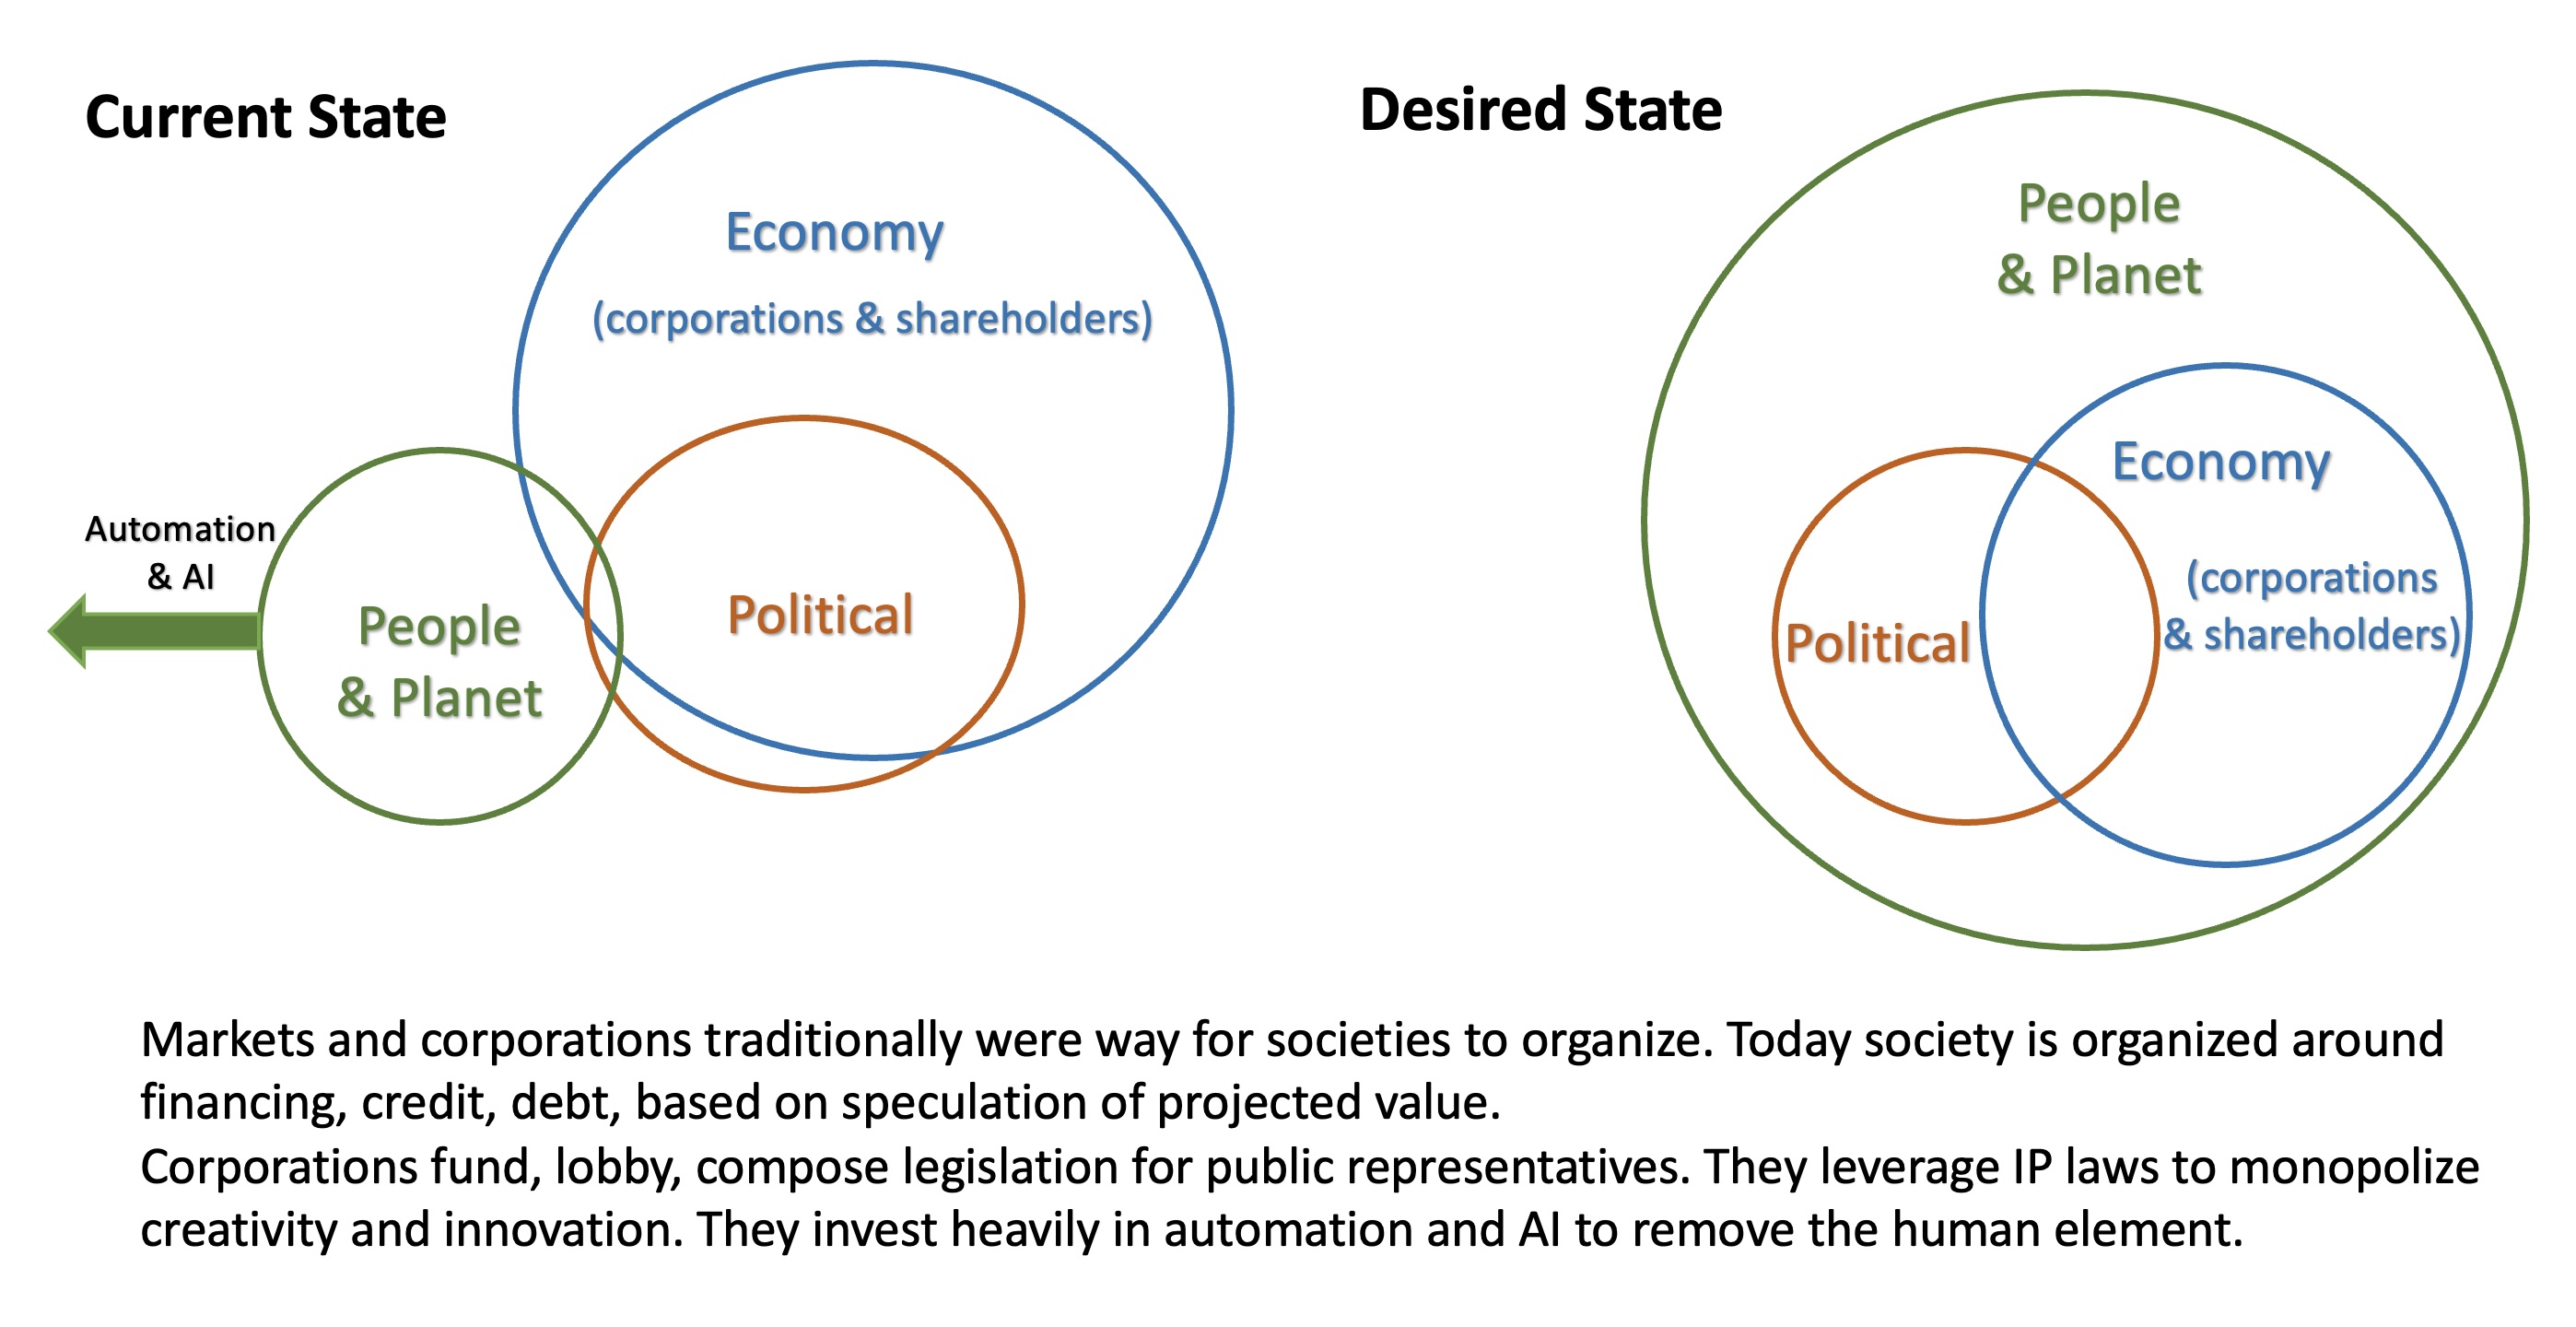 Current State
Economy
(corporations & shareholders)
Automation
& AI
People
& Planet
Political
Desired State
People
& Planet
Economy
(corporations
& shareholders)
Political
Markets and corporations traditionally were way for societies to organize. Today society is organized around
financing, credit, debt, based on speculation of projected value.
Corporations fund, lobby, compose legislation for public representatives. They leverage IP laws to monopolize
creativity and innovation. They invest heavily in automation and AI to remove the human element.